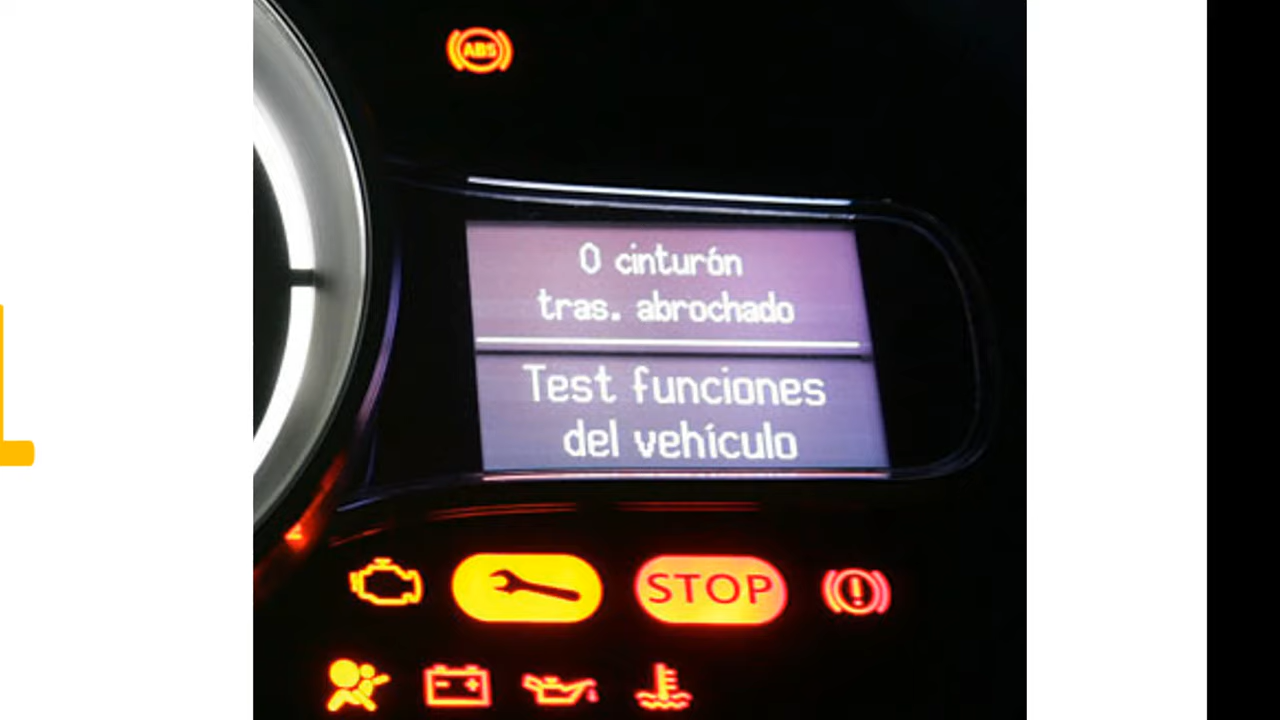 ABS
0 cinturón
tras. abrochado
Test funciones
del vehículo
STOP